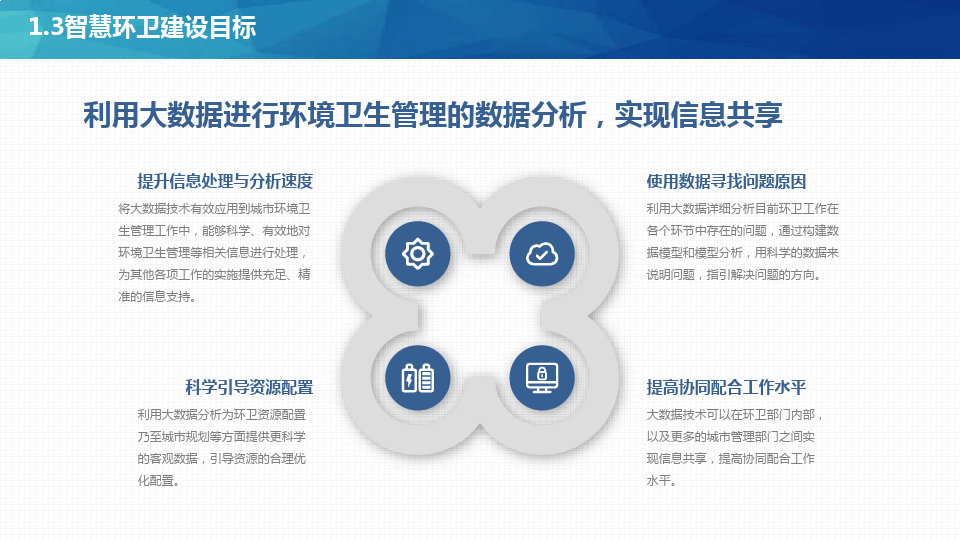 1.3智慧环卫建设目标
利用大数据进行环境卫生管理的数据分析，实现信息共享
提升信息处理与分析速度
将大数据技术有效应用到城市环境卫
生管理工作中，能够科学、有效地对
环境卫生管理等相关信息进行处理，
为其他各项工作的实施提供充足、精
准的信息支持。
使用数据寻找问题原因
利用大数据详细分析目前环卫工作在
各个环节中存在的问题，通过构建数
据模型和模型分析，用科学的数据来
说明问题，指引解决问题的方向。
科学引导资源配置
利用大数据分析为环卫资源配置
乃至城市规划等方面提供更科学
的客观数据，引导资源的合理优
化配置。
提高协同配合工作水平
大数据技术可以在环卫部门内部，
以及更多的城市管理部门之间实
现信息共享，提高协同配合工作
水平。